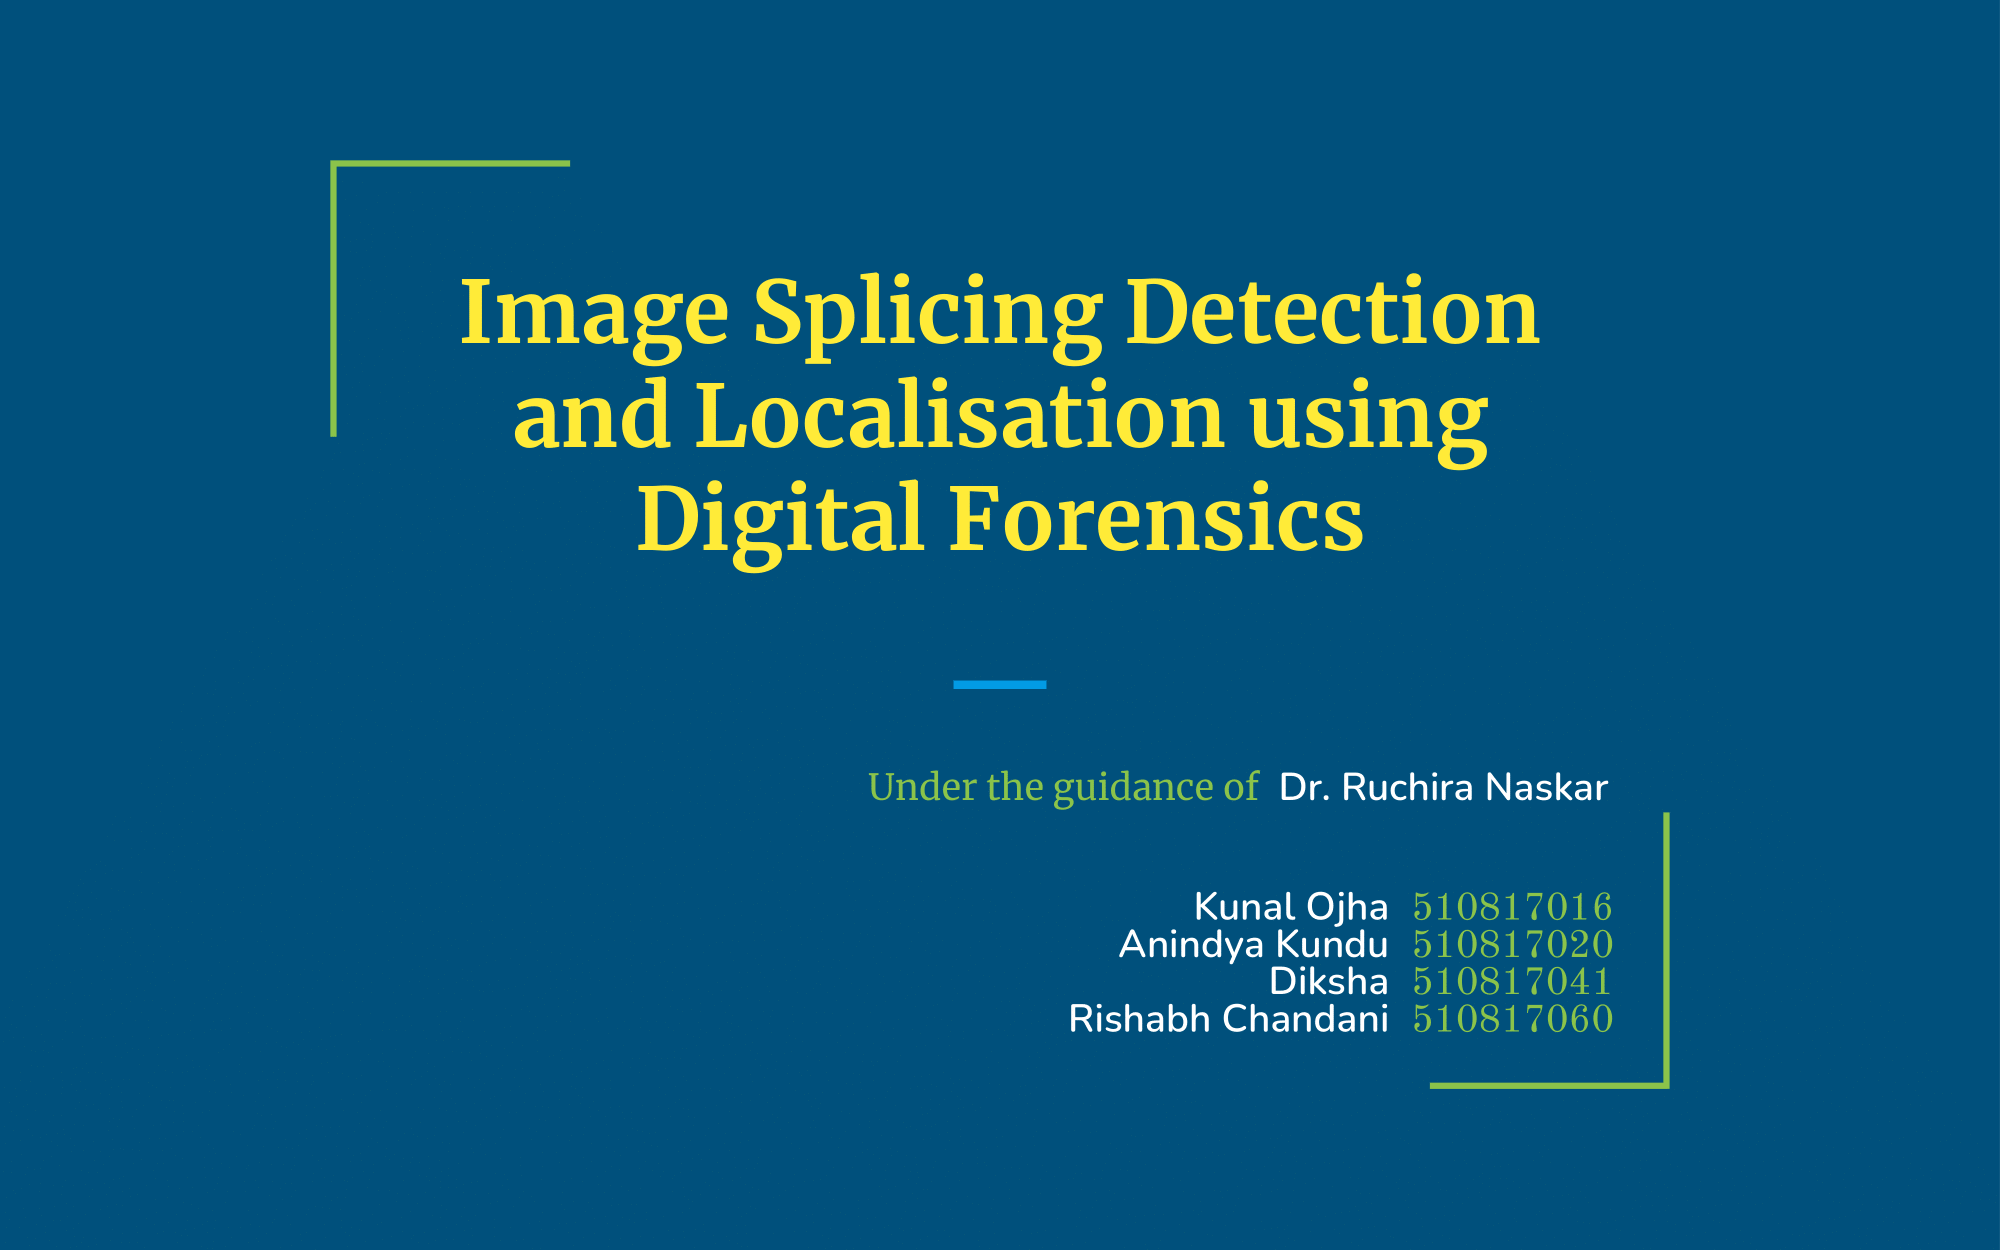 Image Splicing Detection
and Localisation using
Digital Forensics
Under the guidance of Dr. Ruchira Naskar
Kunal Ojha 510817016
Anindya Kundu 510817020
Diksha 510817041
Rishabh Chandani 510817060